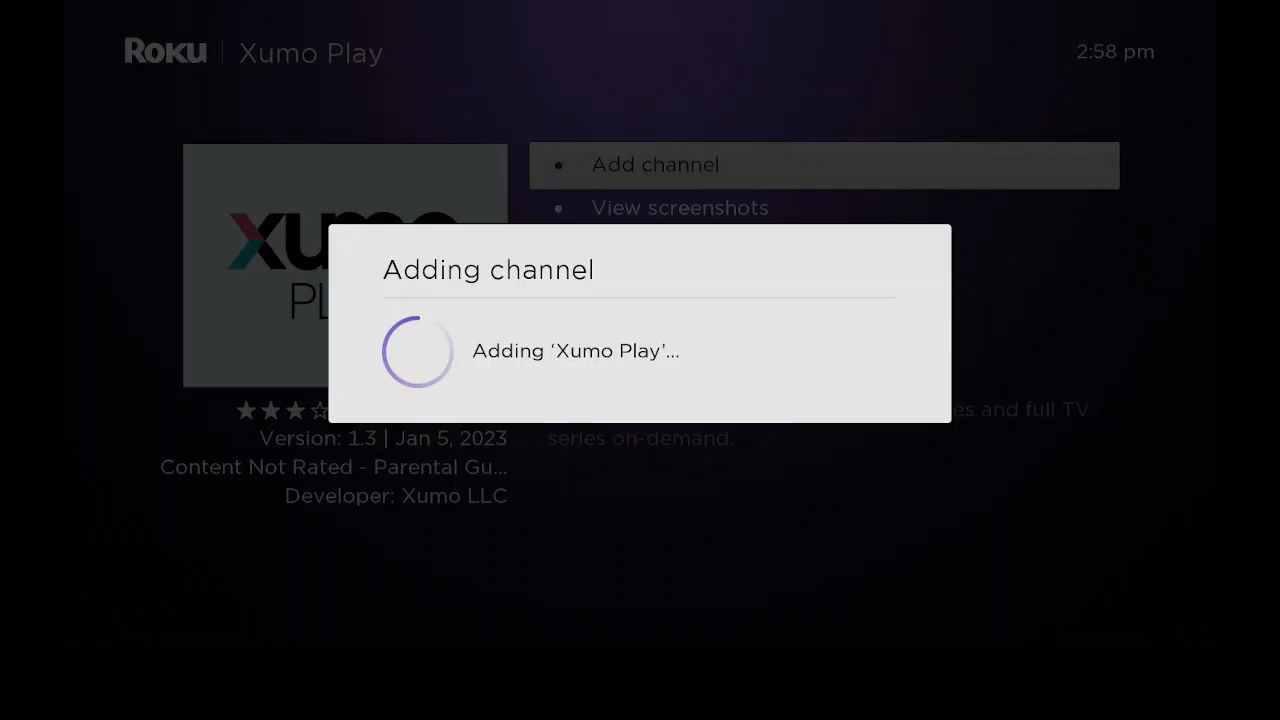 Roku | Xumo Play
2:58 pm
xumo
Add channel
View screenshots
Adding channel
Adding ‘Xumo Play’...
es and full TV
series on-demand.
Version: 1.3 | Jan 5, 2023
Content Not Rated - Parental Gu...
Developer: Xumo LLC